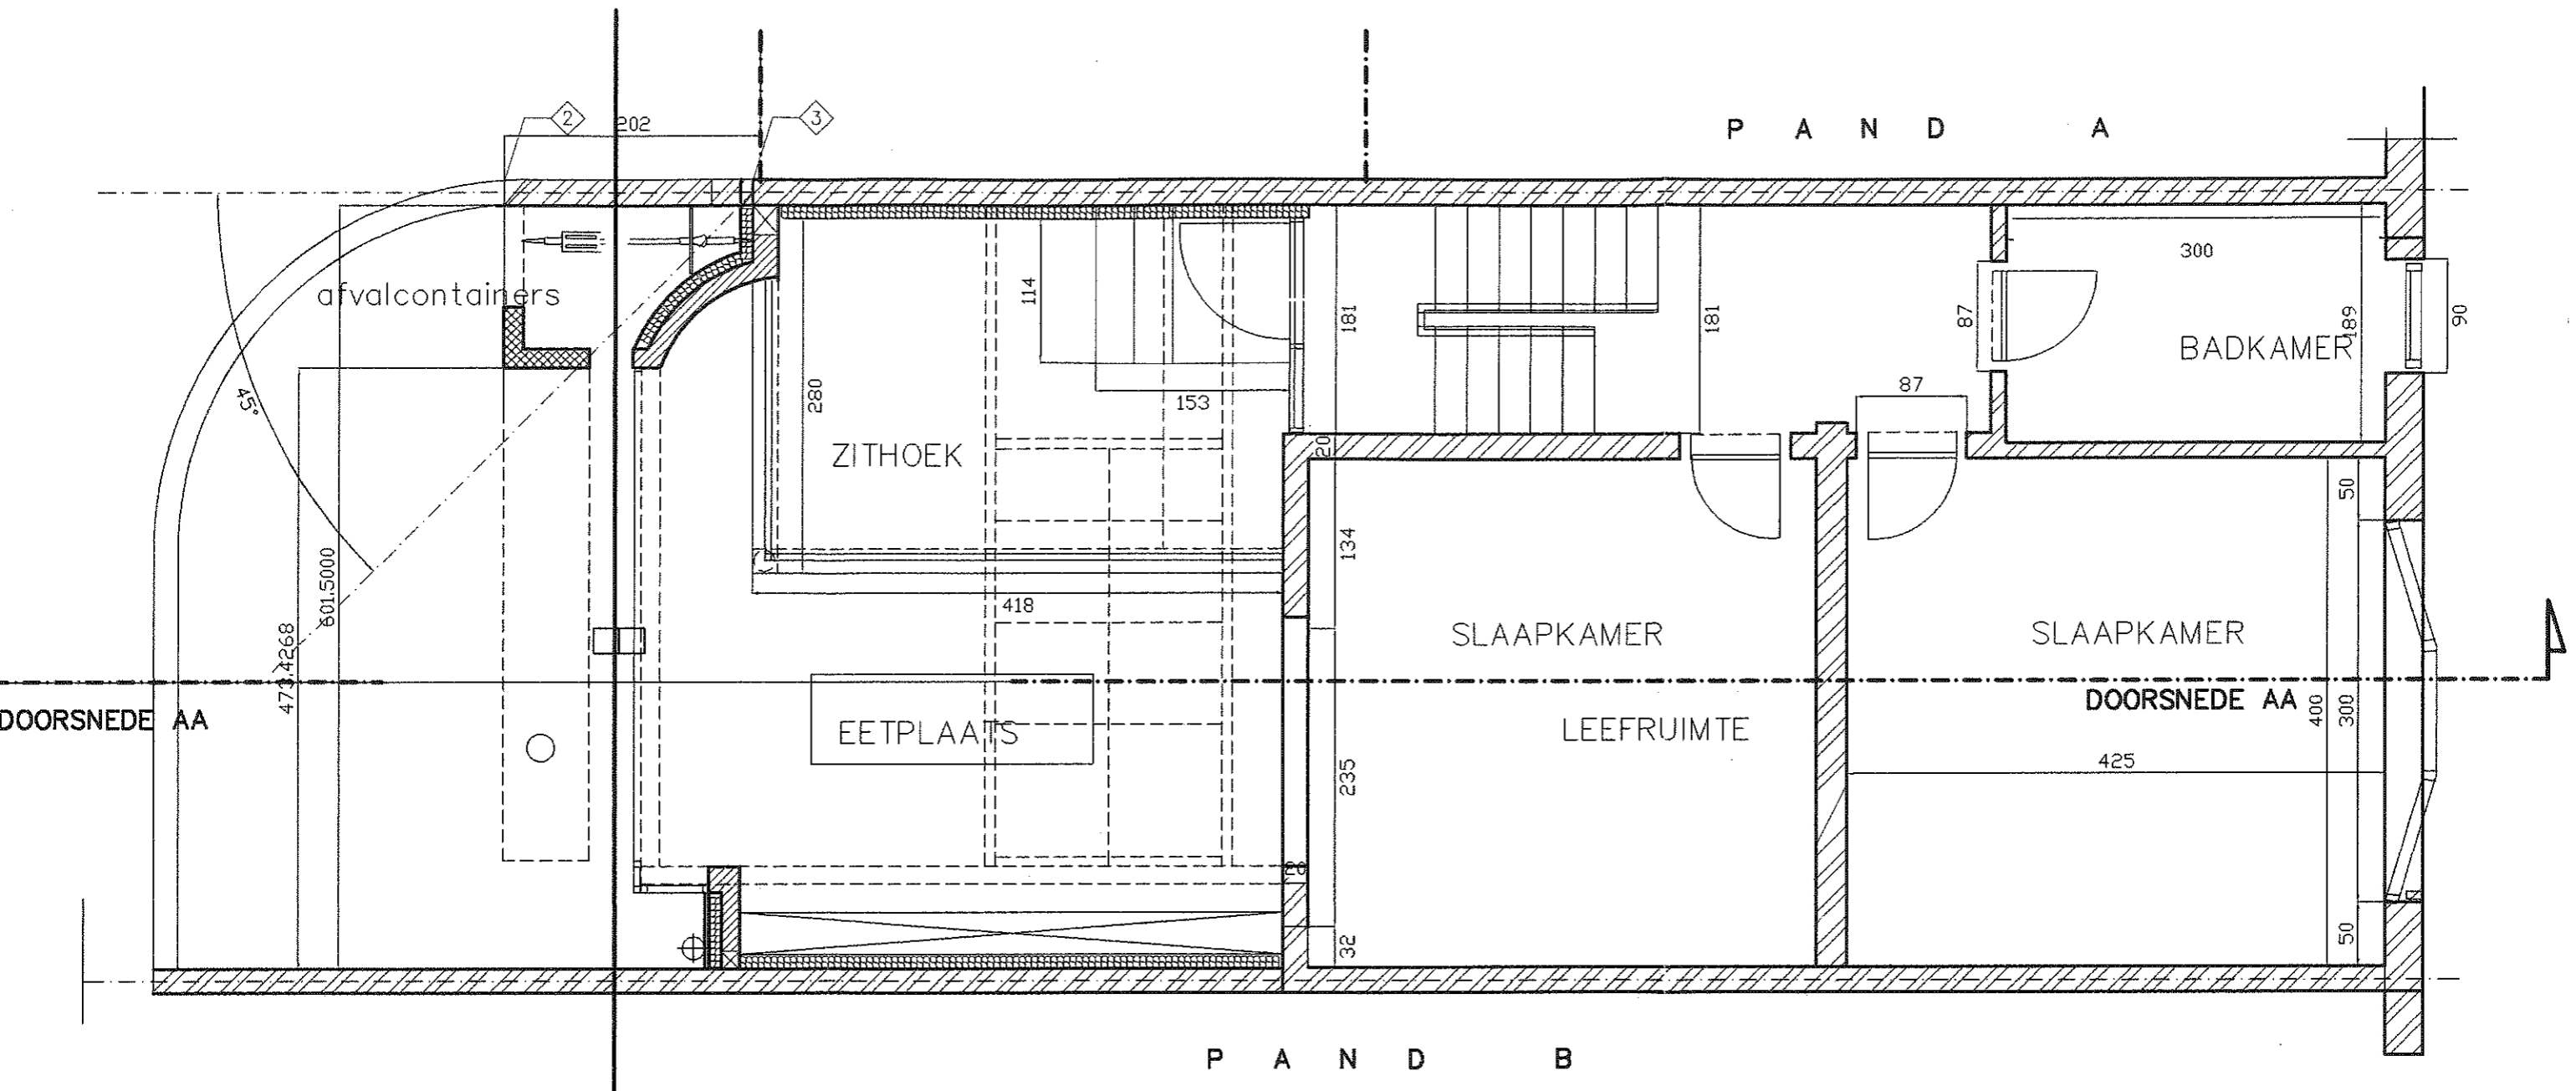 P A N D A
2
202
3
afvalcontainers
45°
601.5000
473.4268
114
181
181
300
87
189
90
BADKAMER
280
153
87
ZITHOEK
20
50
134
418
SLAAPKAMER
SLAAPKAMER
DOORSNEDE AA
DOORSNEDE AA
EETPLAATS
LEEFRUIMTE
400
300
235
425
20
32
50
P A N D B